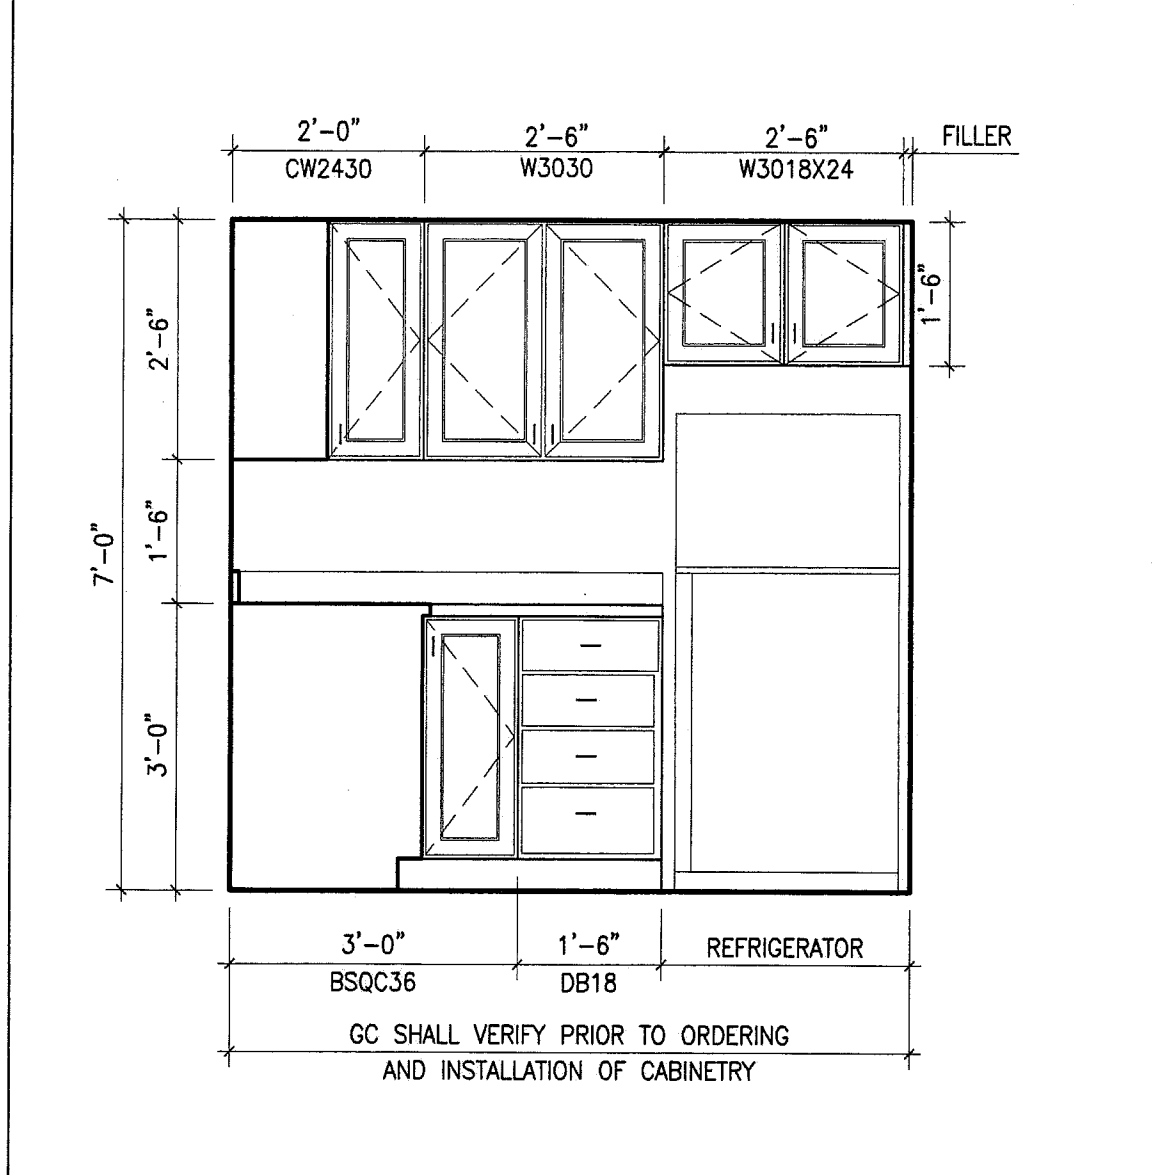 2'-0" 2'-6" 2'-6" FILLER
CW2430 W3030 W3018X24
2'-6"
1'-6"
1'-6"
7'-0"
3'-0"
3'-0" 1'-6" REFRIGERATOR
BSQC36 DB18
GC SHALL VERIFY PRIOR TO ORDERING
AND INSTALLATION OF CABINETRY